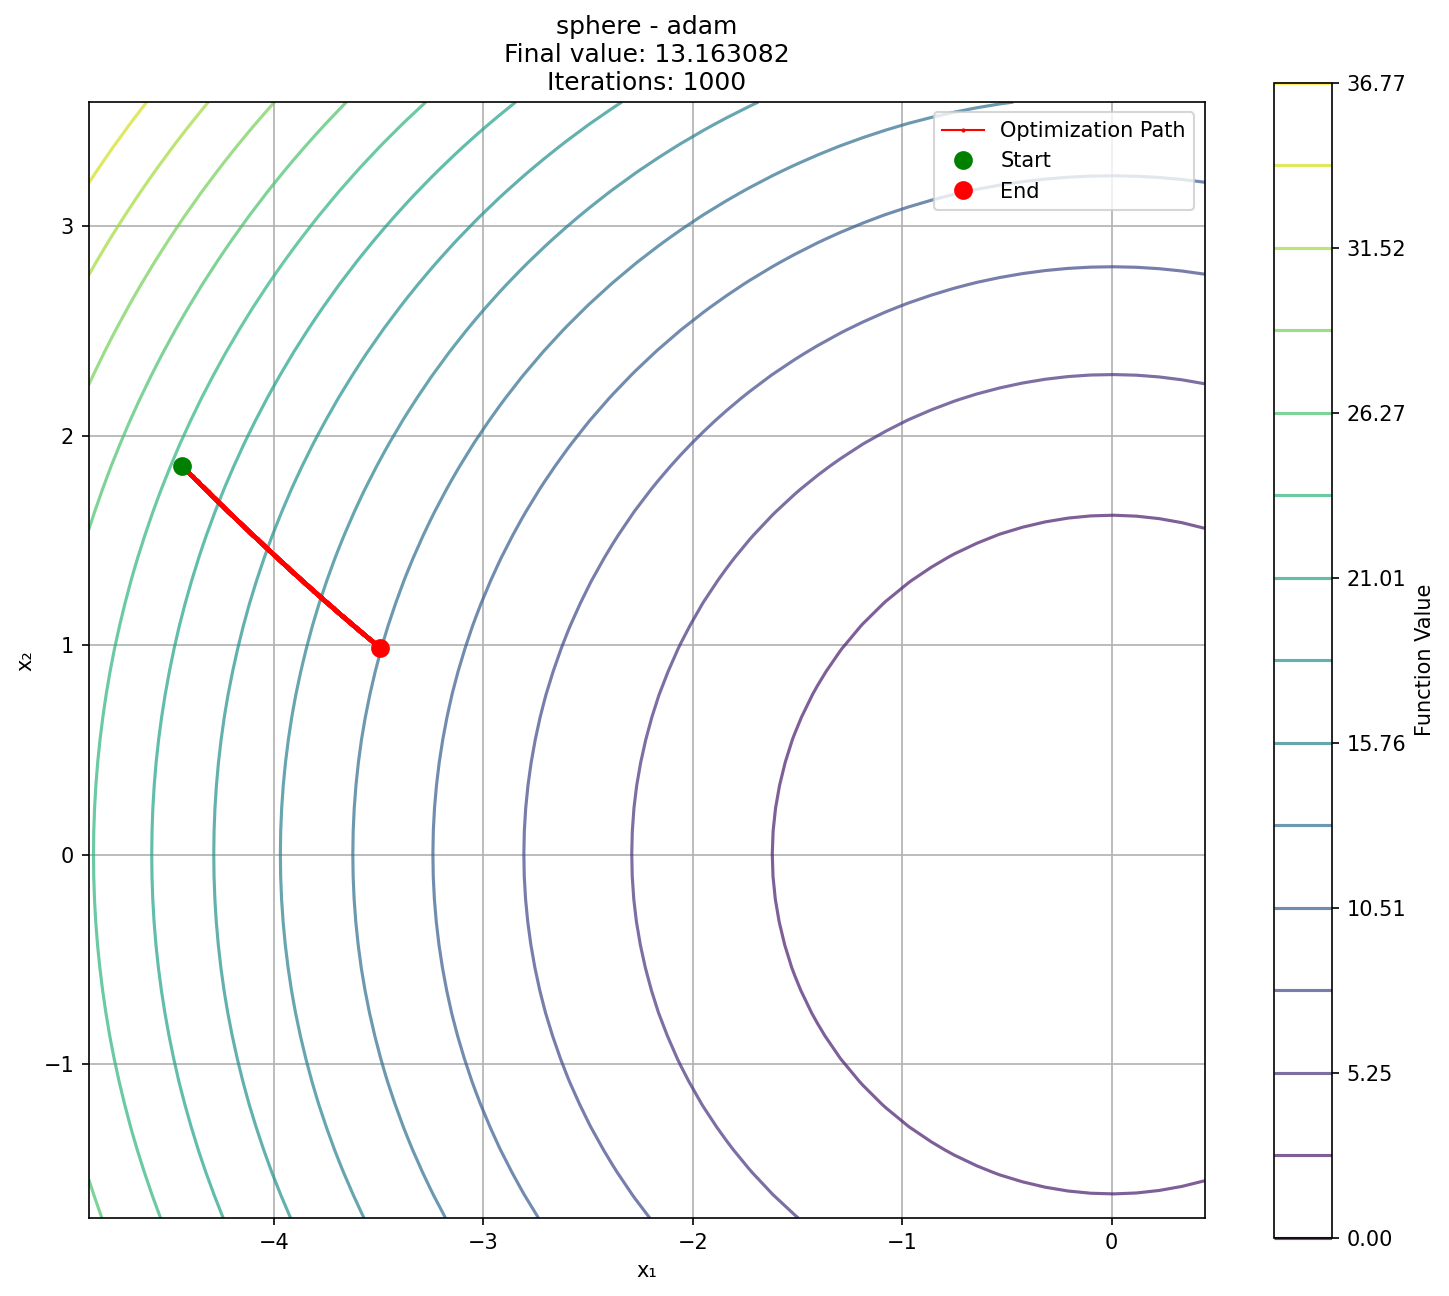 sphere - adam
Final value: 13.163082
Iterations: 1000
Optimization Path
Start
End
3
2
1
0
−1
x₂
−4
−3
−2
−1
0
x₁
36.77
31.52
26.27
21.01
15.76
10.51
5.25
0.00
Function Value